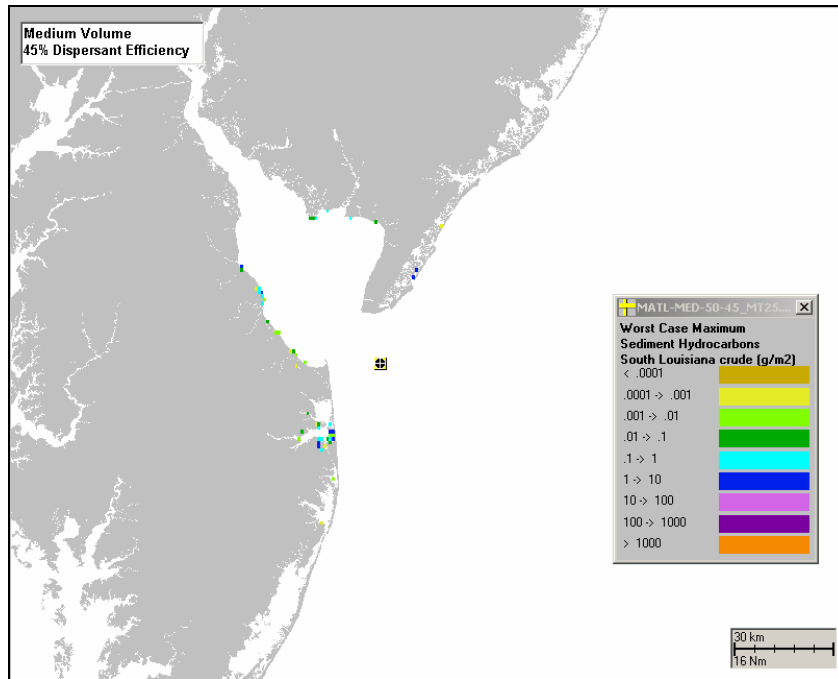 Medium Volume
45% Dispersant Efficiency
MATL-MED-50-45_MT25....
Worst Case Maximum
Sediment Hydrocarbons
South Louisiana crude (g/m2)
< .0001
.0001 -> .001
.001 -> .01
.01 -> .1
.1 -> 1
1 -> 10
10 -> 100
100 -> 1000
> 1000
30 km
16 Nm